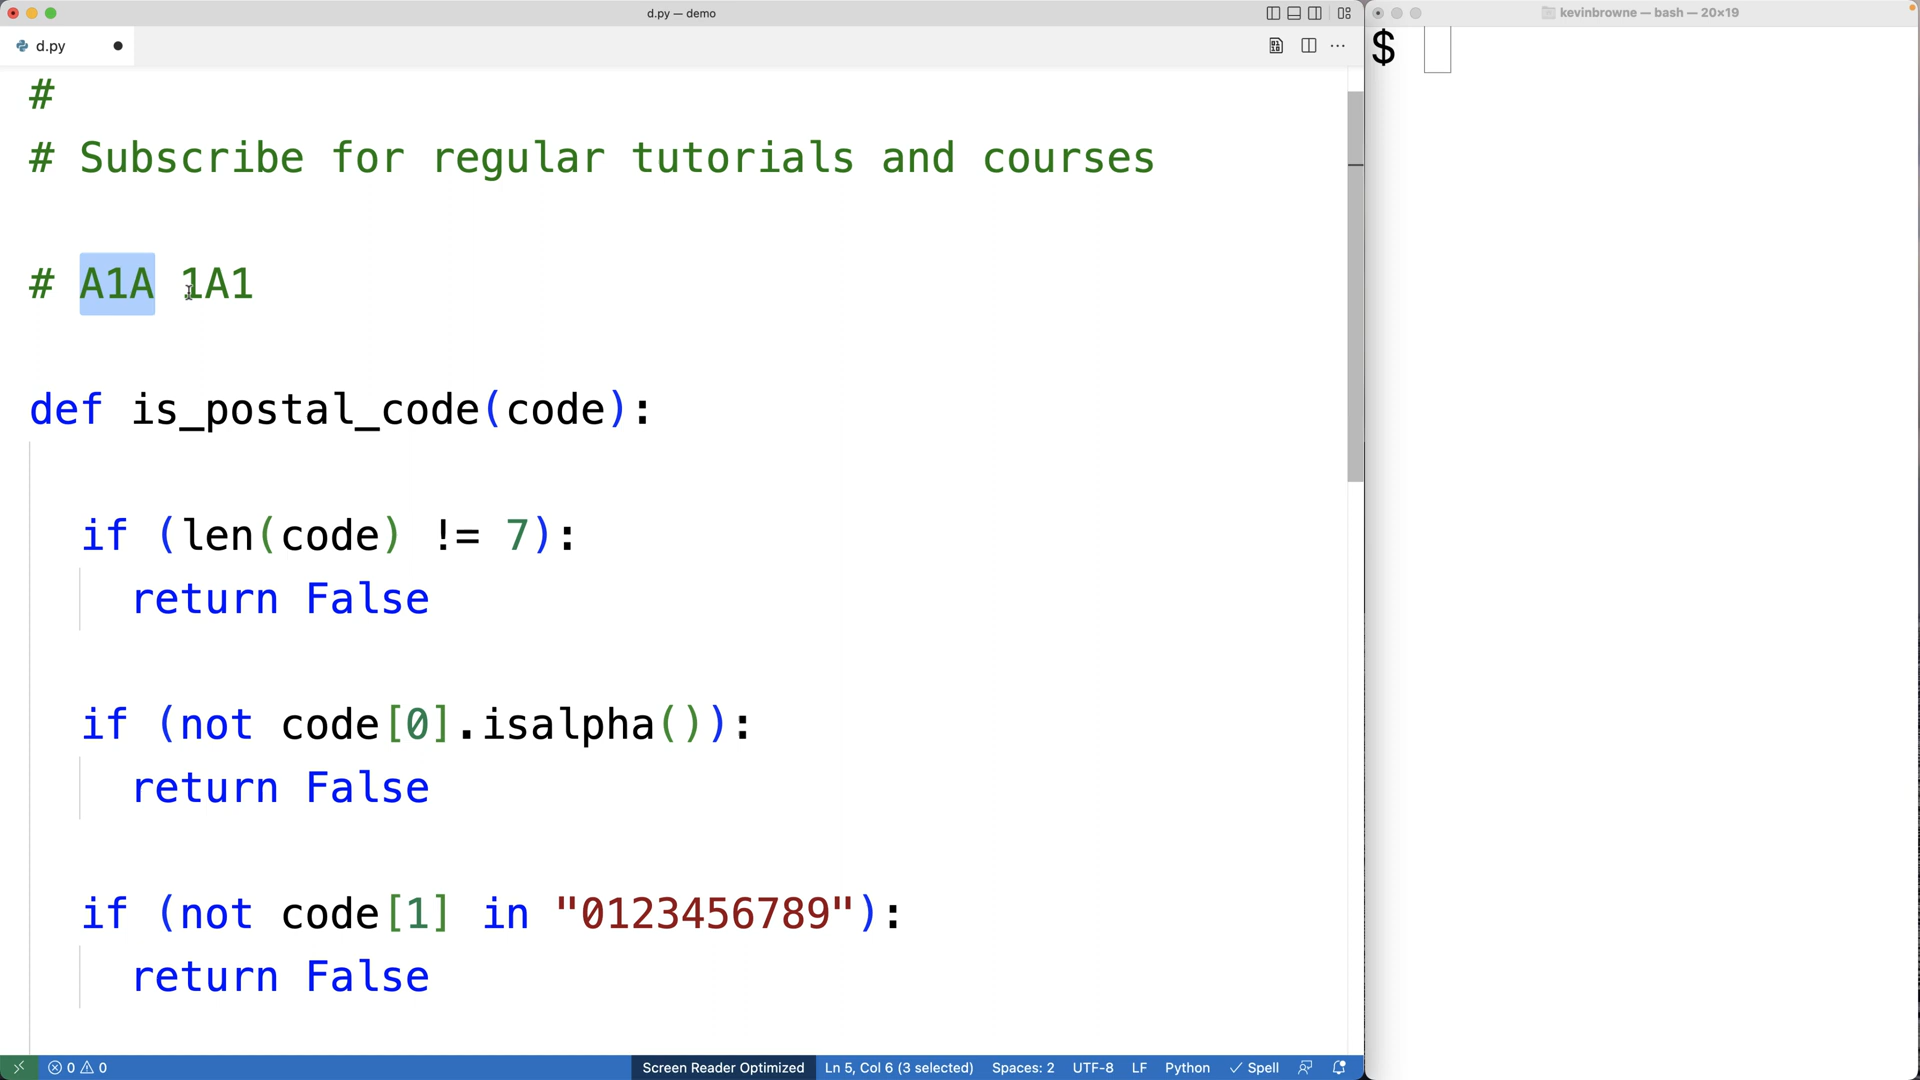 d.py — demo
kevinbrowne — bash — 20×19
d.py
$
#
# Subscribe for regular tutorials and courses
# A1A 1A1
def is_postal_code(code):
if (len(code) != 7):
return False
if (not code[0].isalpha()):
return False
if (not code[1] in "0123456789"):
return False
0 0 Screen Reader Optimized Ln 5, Col 6 (3 selected) Spaces: 2 UTF-8 LF Python Spell